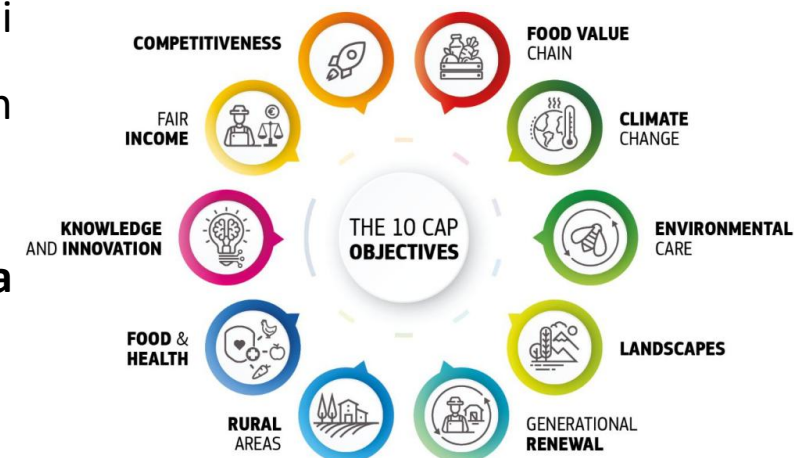 i
n
a
COMPETITIVENESS
FOOD VALUE
CHAIN
FAIR
INCOME
CLIMATE
CHANGE
KNOWLEDGE
AND INNOVATION
THE 10 CAP
OBJECTIVES
ENVIRONMENTAL
CARE
FOOD &
HEALTH
LANDSCAPES
RURAL
AREAS
GENERATIONAL
RENEWAL